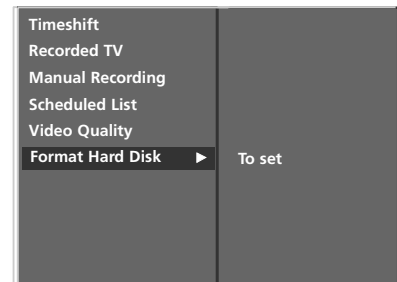 Timeshift
Recorded TV
Manual Recording
Scheduled List
Video Quality
Format Hard Disk ▶ To set